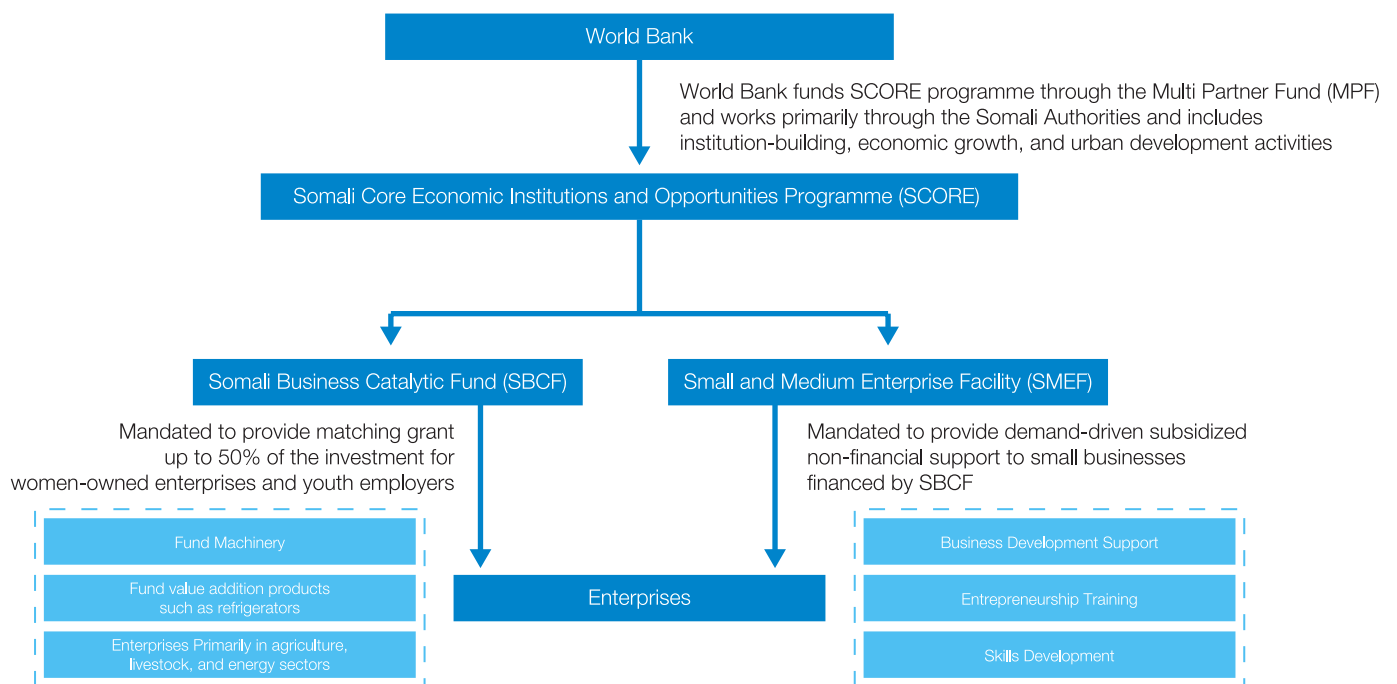 World Bank
World Bank funds SCORE programme through the Multi Partner Fund (MPF)
and works primarily through the Somali Authorities and includes
institution-building, economic growth, and urban development activities
Somali Core Economic Institutions and Opportunities Programme (SCORE)
Somali Business Catalytic Fund (SBCF)
Small and Medium Enterprise Facility (SMEF)
Mandated to provide matching grant
up to 50% of the investment for
women-owned enterprises and youth employers
Mandated to provide demand-driven subsidized
non-financial support to small businesses
financed by SBCF
Fund Machinery
Fund value addition products
such as refrigerators
Enterprises Primarily in agriculture,
livestock, and energy sectors
Enterprises
Business Development Support
Entrepreneurship Training
Skills Development